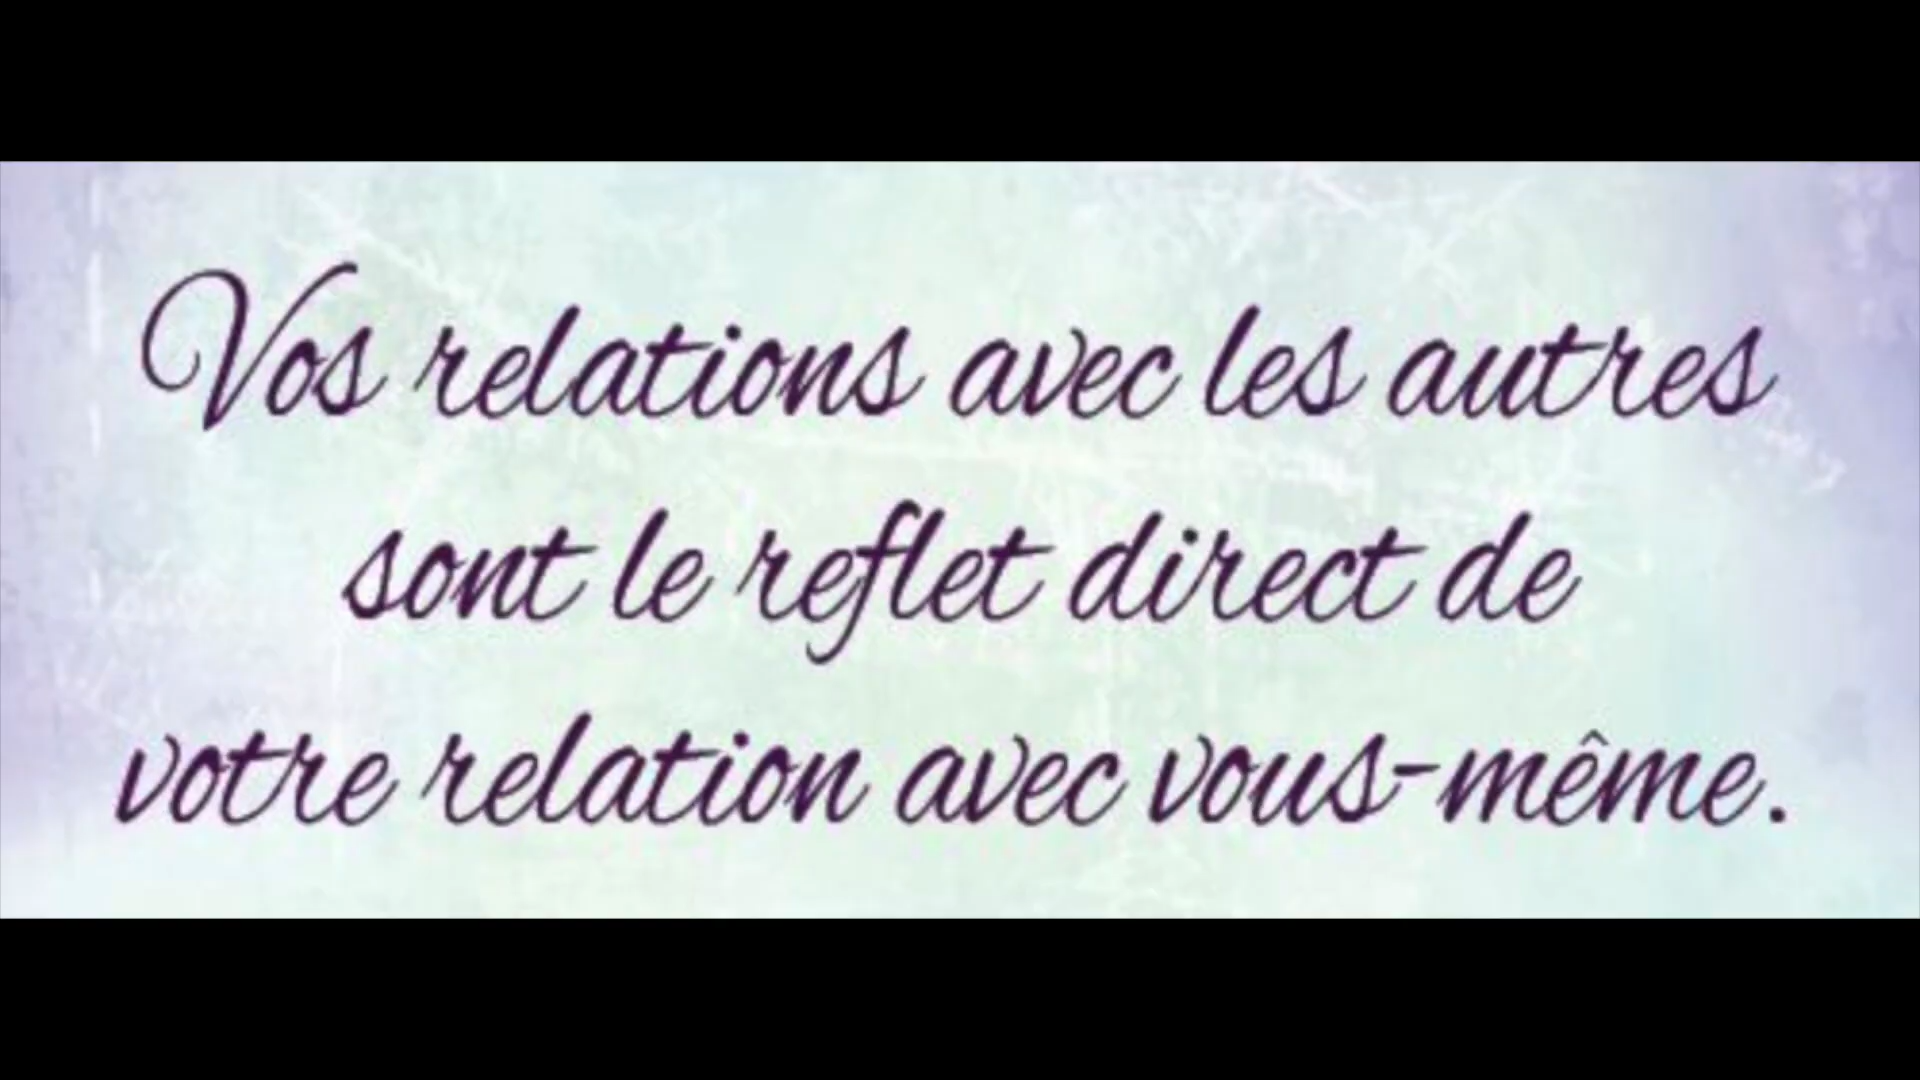 Vos relations avec les autres
sont le reflet direct de
votre relation avec vous-même.